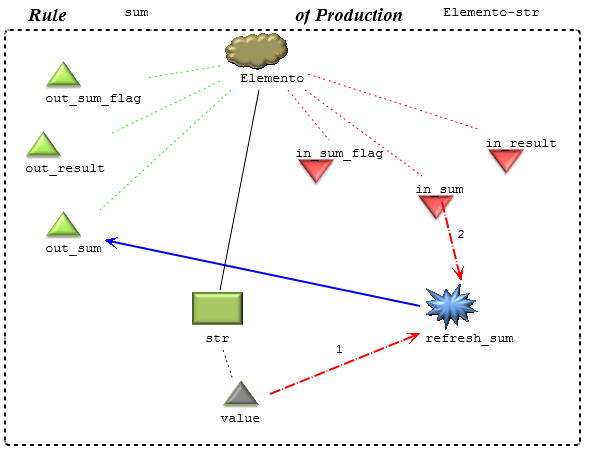 Rule sum of Production Elemento-str
Elemento
out_sum_flag
in_result
in_sum_flag
out_result
in_sum
2
out_sum
str
refresh_sum
1
value